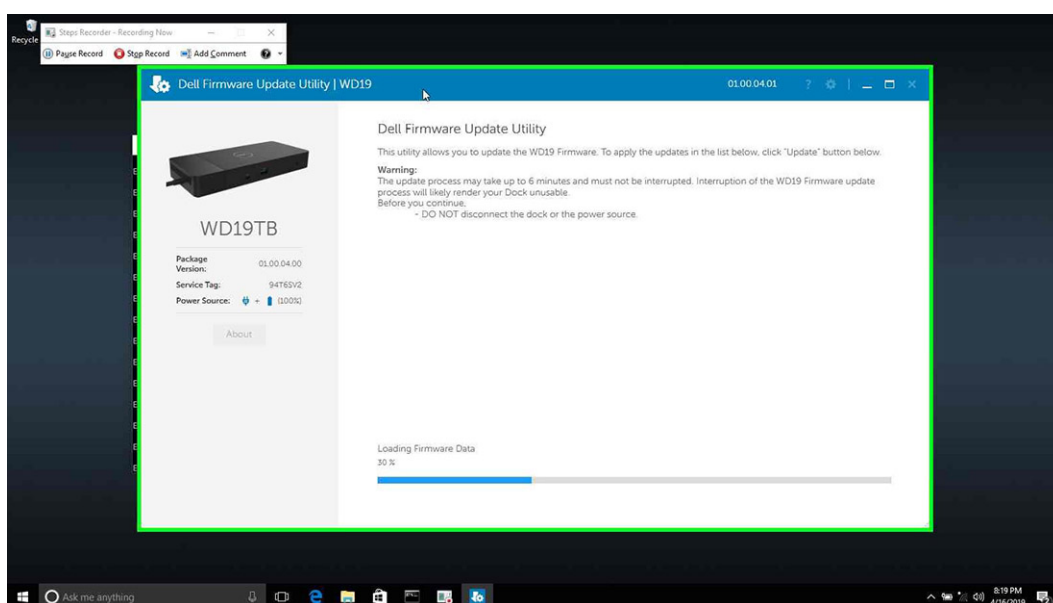 Recycle
Steps Recorder - Recording Now
Pause Record Stop Record Add Comment
Dell Firmware Update Utility | WD19
01.00.04.01
Dell Firmware Update Utility
This utility allows you to update the WD19 Firmware. To apply the updates in the list below, click "Update" button below.
Warning:
The update process may take up to 6 minutes and must not be interrupted. Interruption of the WD19 Firmware update
process will likely render your Dock unusable.
Before you continue,
- DO NOT disconnect the dock or the power source.
WD19TB
Package
Version: 01.00.04.00
Service Tag: 94T6SV2
Power Source: + (100%)
About
Loading Firmware Data
30 %
Ask me anything
8:19 PM
4/16/2019